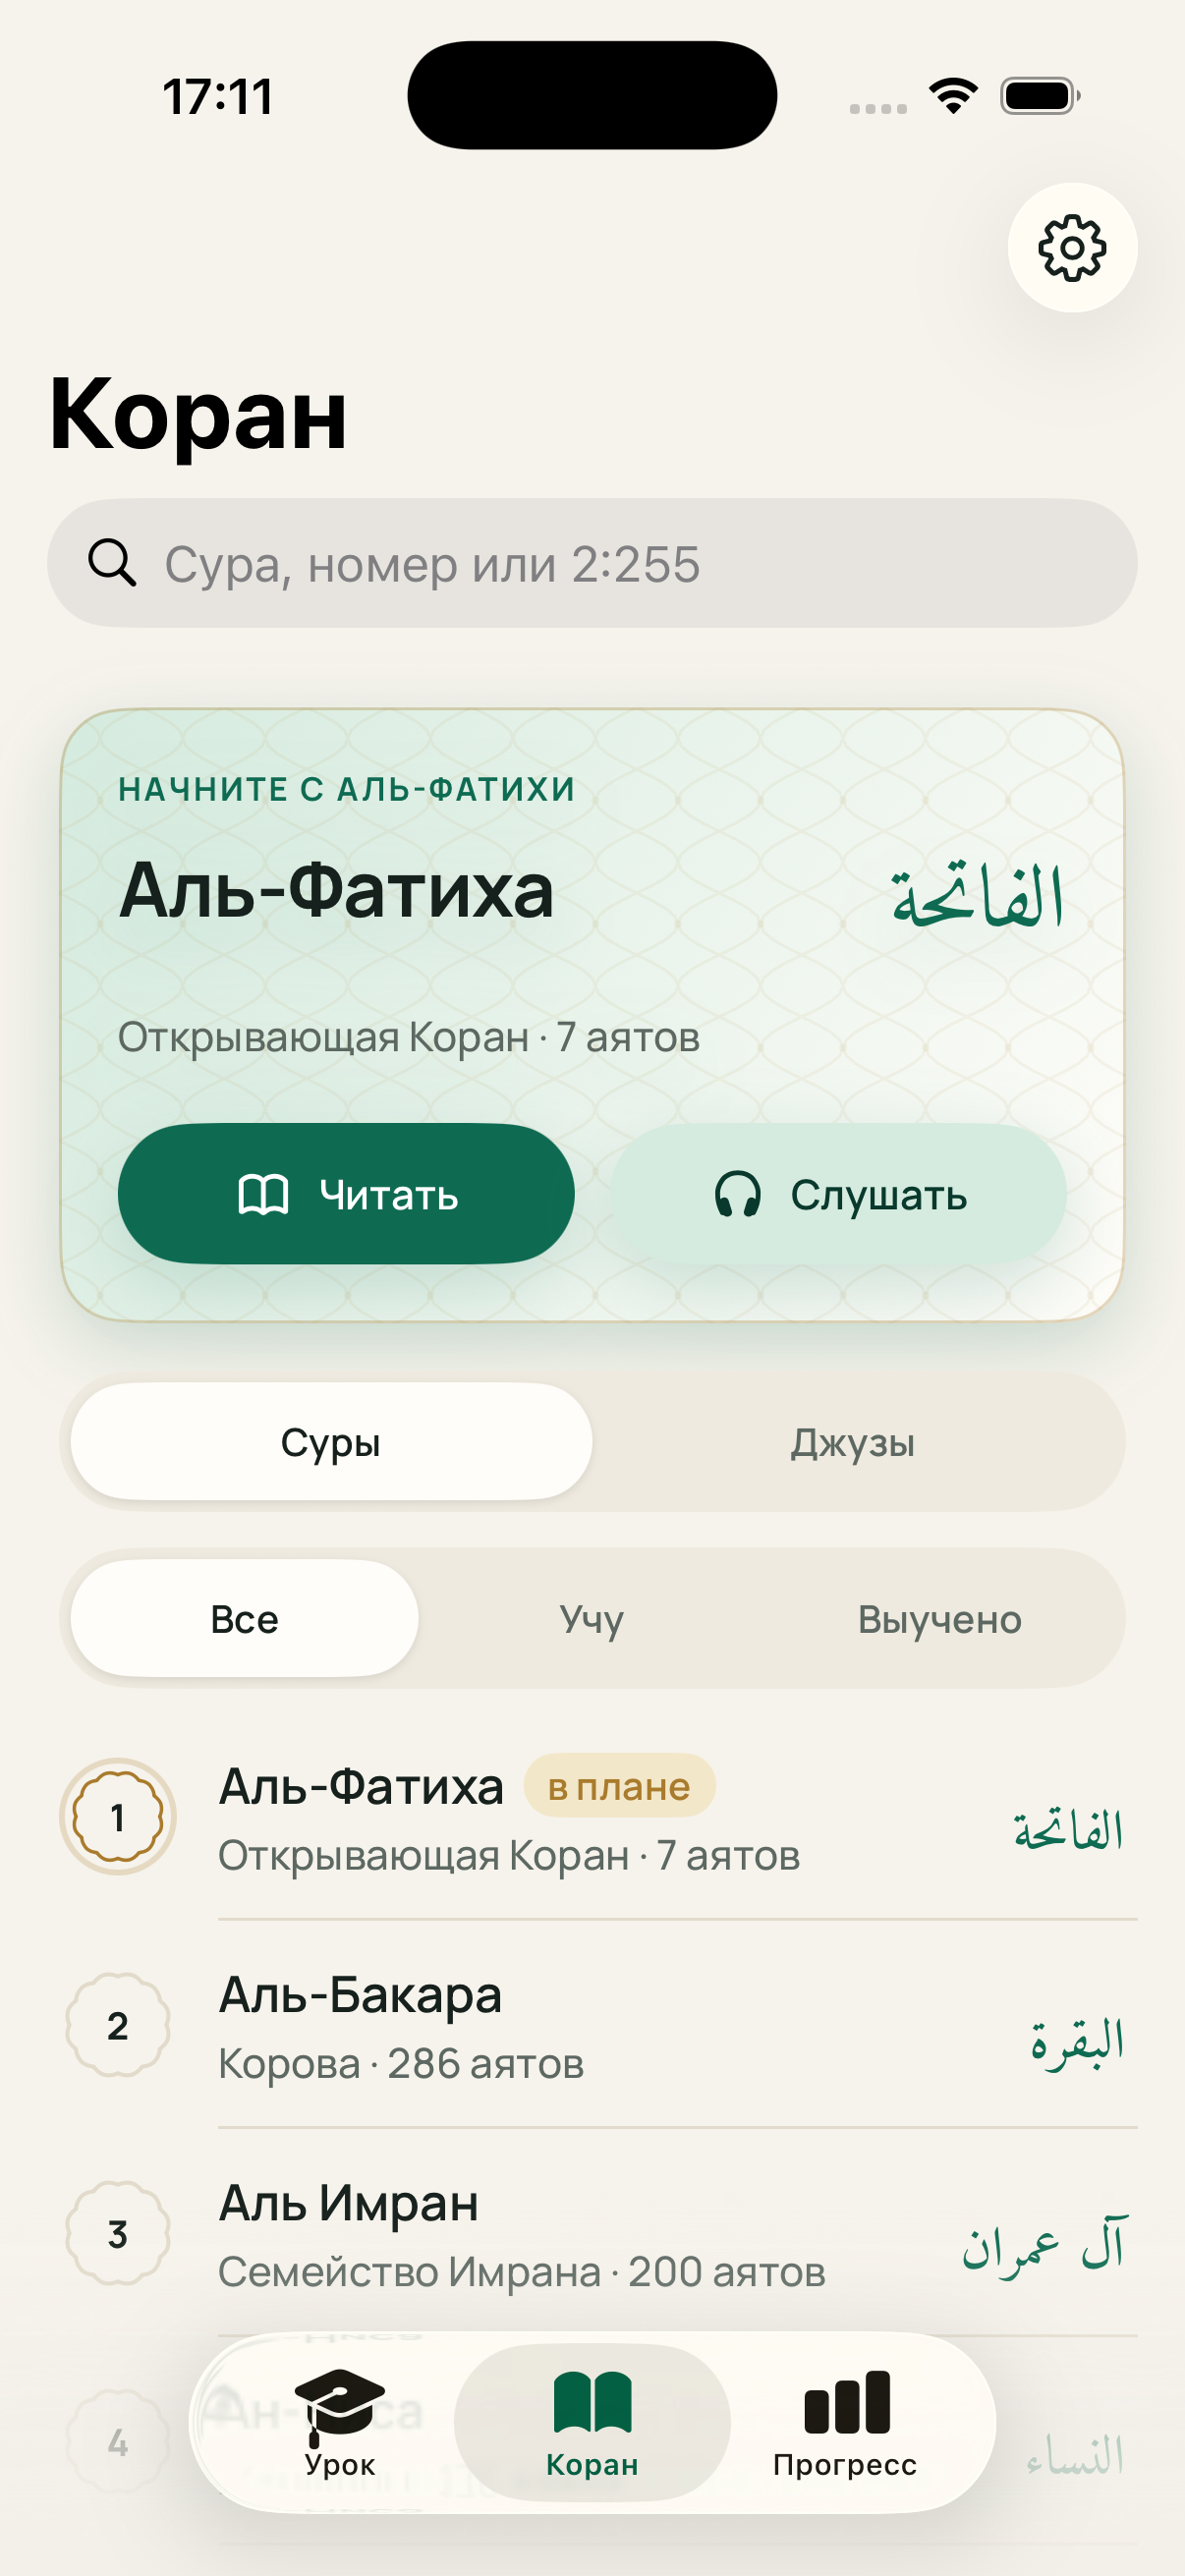 17:11
Коран
Сура, номер или 2:255
НАЧНИТЕ С АЛЬ-ФАТИХИ
Аль-Фатиха
الفاتحة
Открывающая Коран · 7 аятов
Читать
Слушать
Суры
Джузы
Все
Учу
Выучено
1
Аль-Фатиха
в плане
Открывающая Коран · 7 аятов
الفاتحة
2
Аль-Бакара
Корова · 286 аятов
البقرة
3
Аль Имран
Семейство Имрана · 200 аятов
آل عمران
4
النساء
Урок
Коран
Прогресс